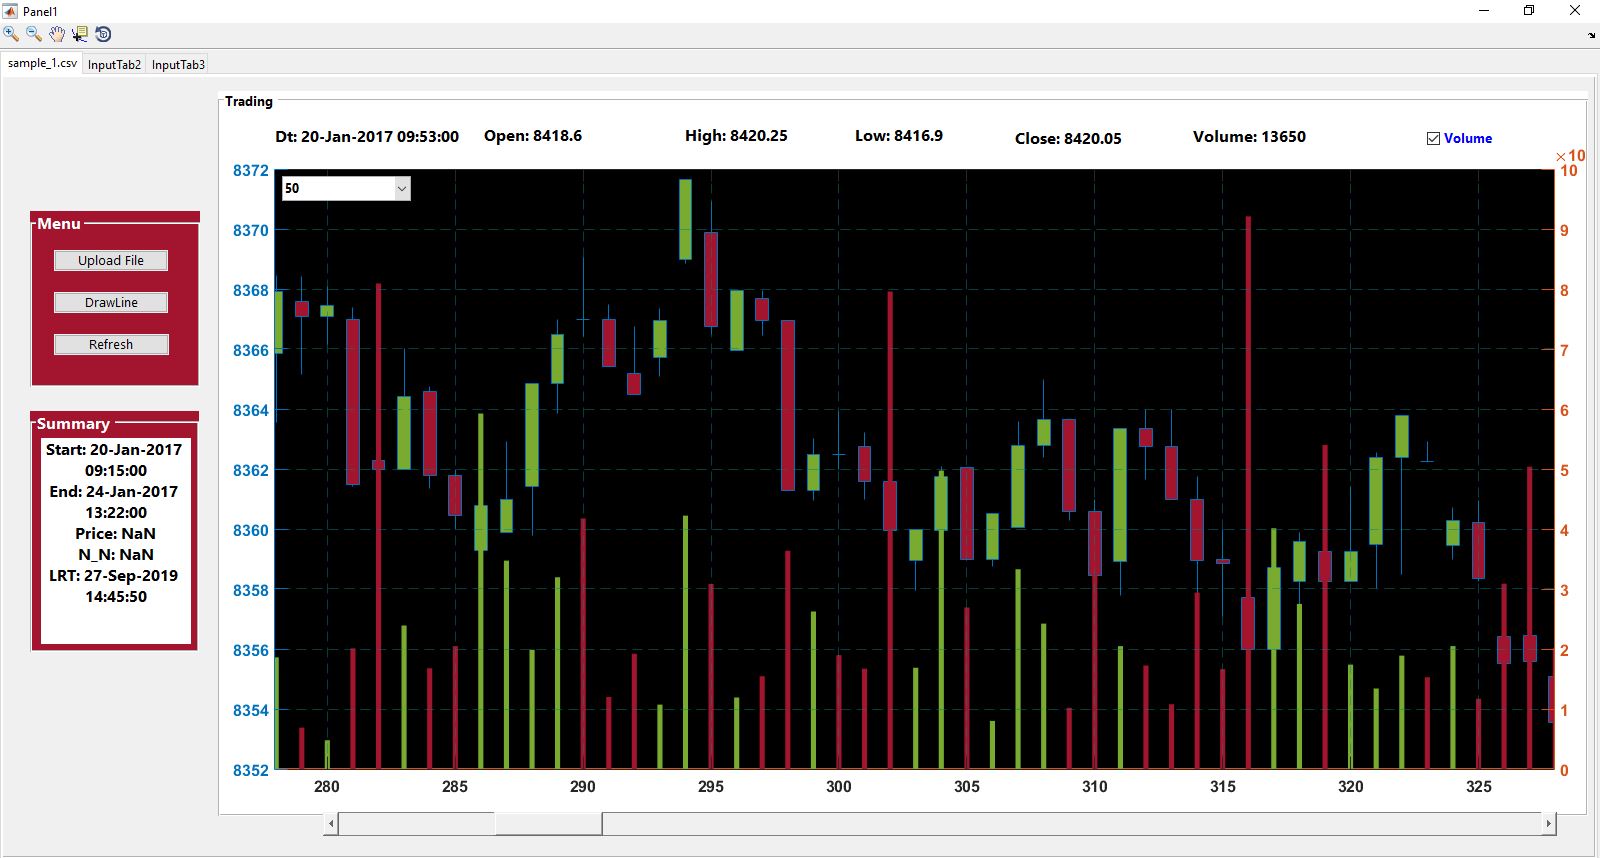 Panel1
sample_1.csv InputTab2 InputTab3
Trading
Dt: 20-Jan-2017 09:53:00 Open: 8418.6 High: 8420.25 Low: 8416.9 Close: 8420.05 Volume: 13650 Volume
×10
50
8372
8370
8368
8366
8364
8362
8360
8358
8356
8354
8352
10
9
8
7
6
5
4
3
2
1
0
280 285 290 295 300 305 310 315 320 325
Menu
Upload File
DrawLine
Refresh
Summary
Start: 20-Jan-2017
09:15:00
End: 24-Jan-2017
13:22:00
Price: NaN
N_N: NaN
LRT: 27-Sep-2019
14:45:50